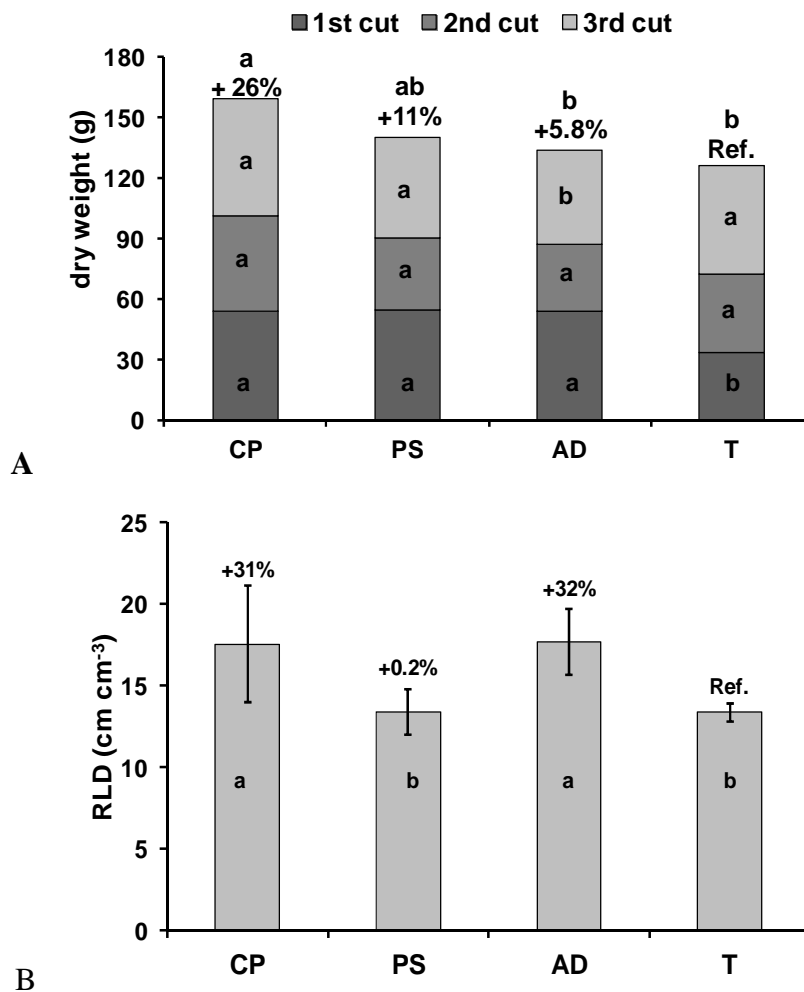 1st cut 2nd cut 3rd cut
180
150
120
90
60
30
0
dry weight (g)
a
+ 26%
ab
+11%
b
+5.8%
b
Ref.
a a b a
a a a a
a a a b
CP PS AD T
A
25
20
15
10
5
0
RLD (cm cm-3)
+31%
+0.2%
+32%
Ref.
a b a b
CP PS AD T
B